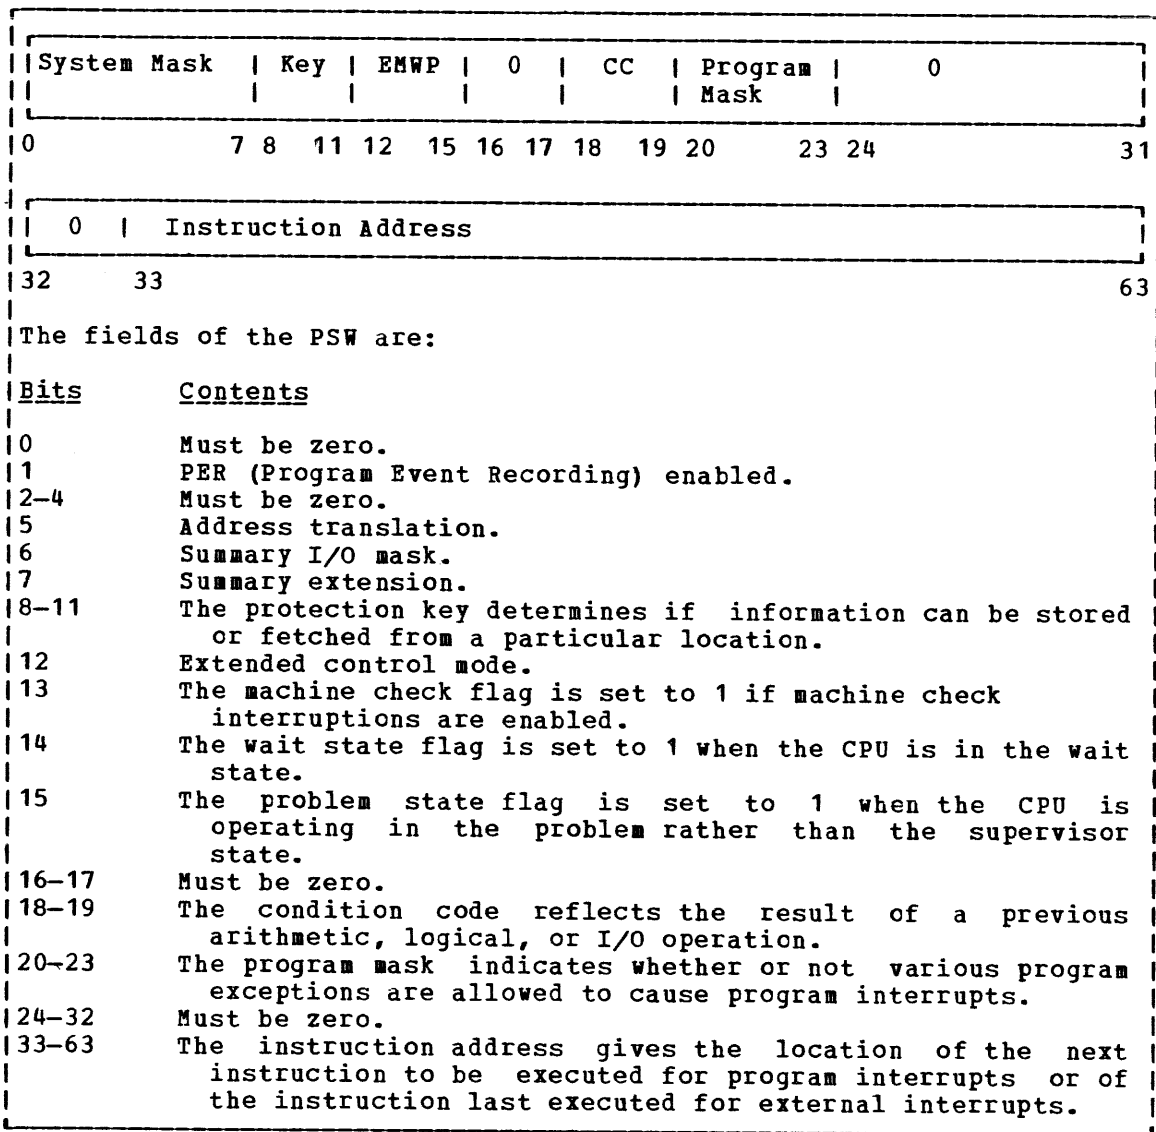 System Mask | Key | EMWP | 0 | CC | Program | 0
Mask
0 7 8 11 12 15 16 17 18 19 20 23 24 31
0 | Instruction Address
32 33 63
The fields of the PSW are:
Bits Contents
0 Must be zero.
1 PER (Program Event Recording) enabled.
2-4 Must be zero.
5 Address translation.
6 Summary I/O mask.
7 Summary extension.
8-11 The protection key determines if information can be stored
or fetched from a particular location.
12 Extended control mode.
13 The machine check flag is set to 1 if machine check
interruptions are enabled.
14 The wait state flag is set to 1 when the CPU is in the wait
state.
15 The problem state flag is set to 1 when the CPU is
operating in the problem rather than the supervisor
state.
16-17 Must be zero.
18-19 The condition code reflects the result of a previous
arithmetic, logical, or I/O operation.
20-23 The program mask indicates whether or not various program
exceptions are allowed to cause program interrupts.
24-32 Must be zero.
33-63 The instruction address gives the location of the next
instruction to be executed for program interrupts or of
the instruction last executed for external interrupts.